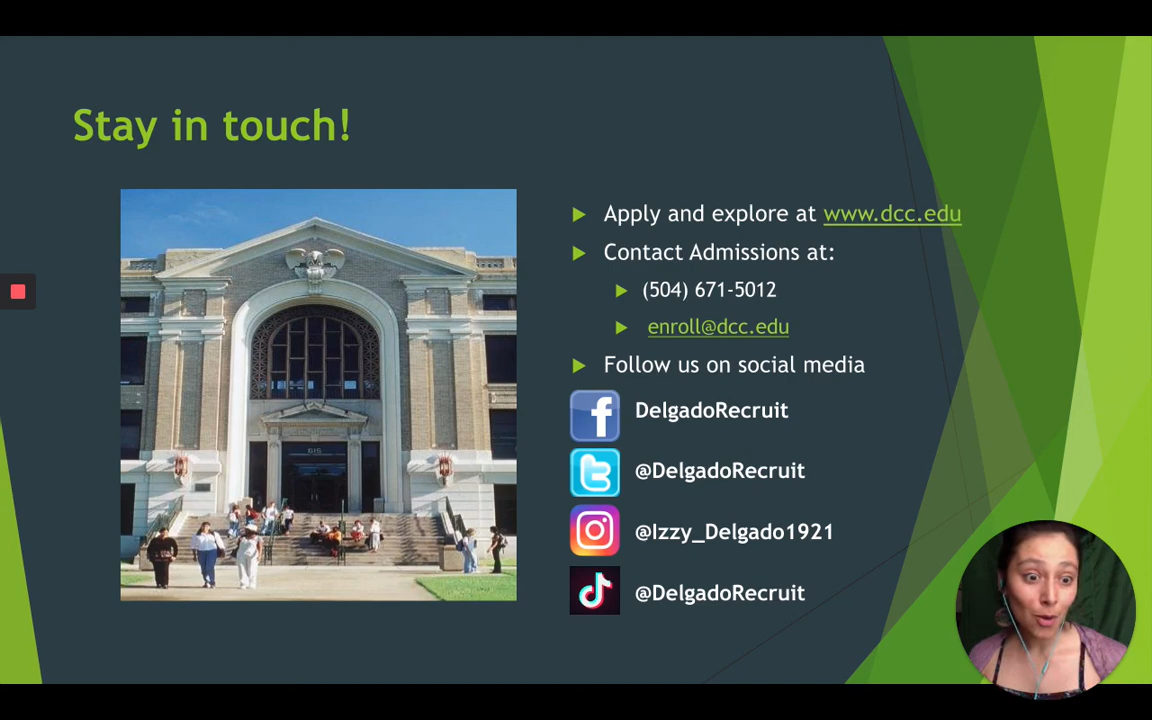 Stay in touch!
Apply and explore at www.dcc.edu
Contact Admissions at:
(504) 671-5012
enroll@dcc.edu
Follow us on social media
DelgadoRecruit
@DelgadoRecruit
@Izzy_Delgado1921
@DelgadoRecruit
615